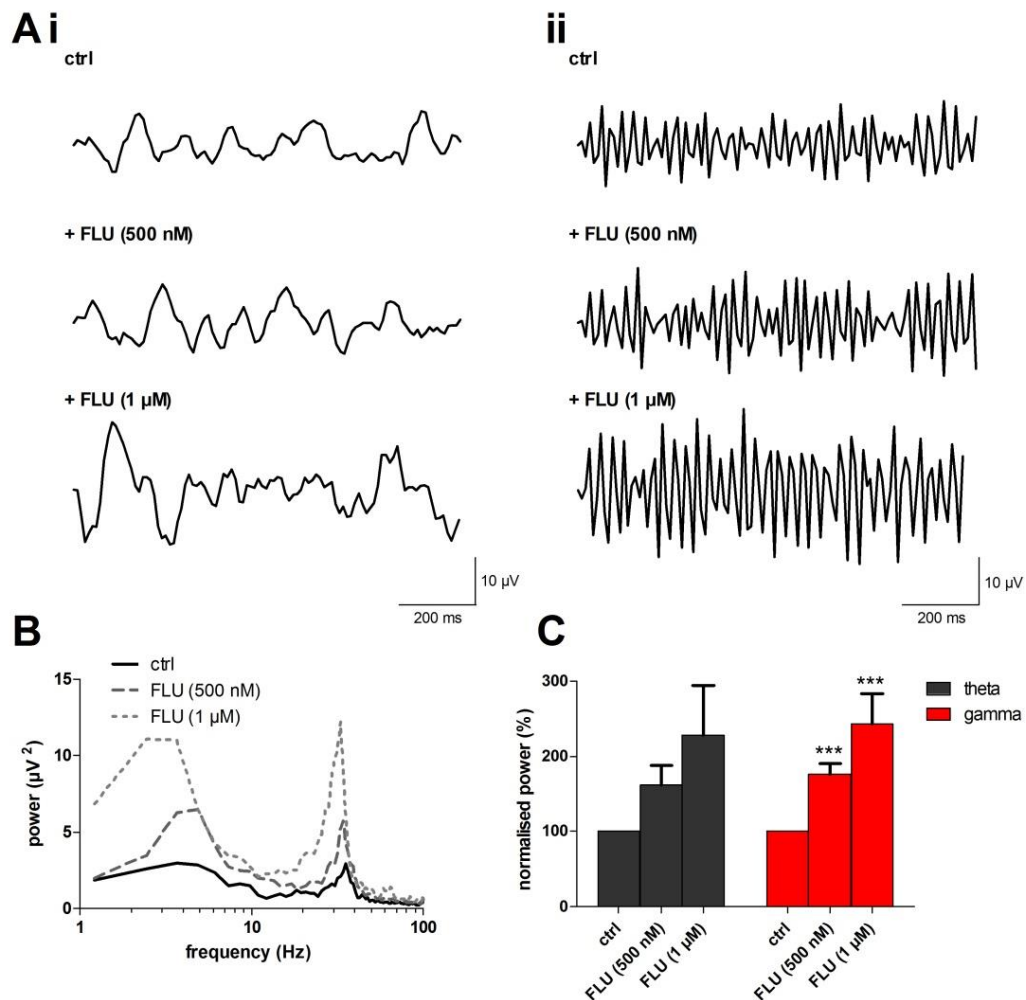 A i
ctrl
+ FLU (500 nM)
+ FLU (1 µM)
10 µV
200 ms
ii
ctrl
+ FLU (500 nM)
+ FLU (1 µM)
10 µV
200 ms
B
ctrl
FLU (500 nM)
FLU (1 µM)
15
10
5
0
power (µV ²)
1
10
100
frequency (Hz)
C
300
200
100
0
normalised power (%)
***
***
theta
gamma
ctrl
FLU (500 nM)
FLU (1 µM)
ctrl
FLU (500 nM)
FLU (1 µM)